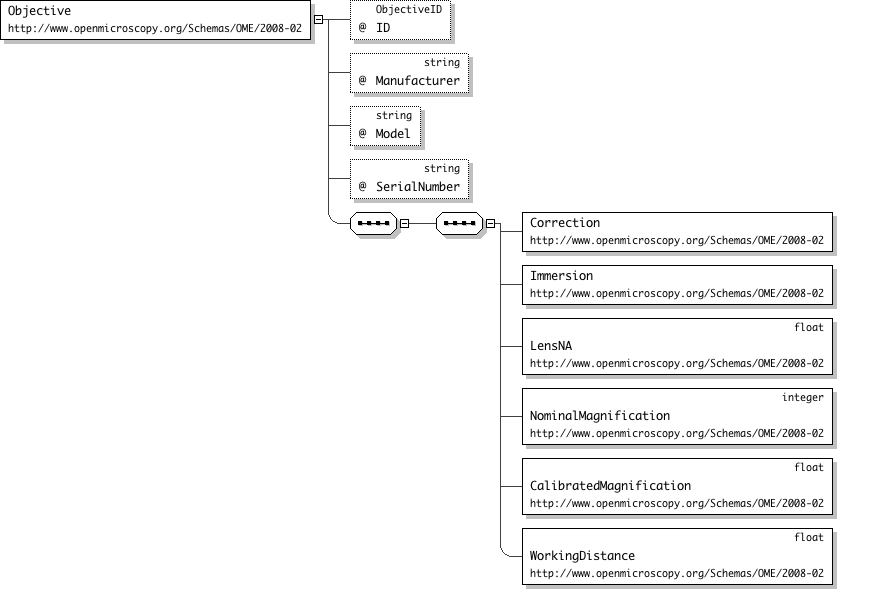 Objective
http://www.openmicroscopy.org/Schemas/OME/2008-02
ObjectiveID
@ ID
string
@ Manufacturer
string
@ Model
string
@ SerialNumber
Correction
http://www.openmicroscopy.org/Schemas/OME/2008-02
Immersion
http://www.openmicroscopy.org/Schemas/OME/2008-02
float
LensNA
http://www.openmicroscopy.org/Schemas/OME/2008-02
integer
NominalMagnification
http://www.openmicroscopy.org/Schemas/OME/2008-02
float
CalibratedMagnification
http://www.openmicroscopy.org/Schemas/OME/2008-02
float
WorkingDistance
http://www.openmicroscopy.org/Schemas/OME/2008-02